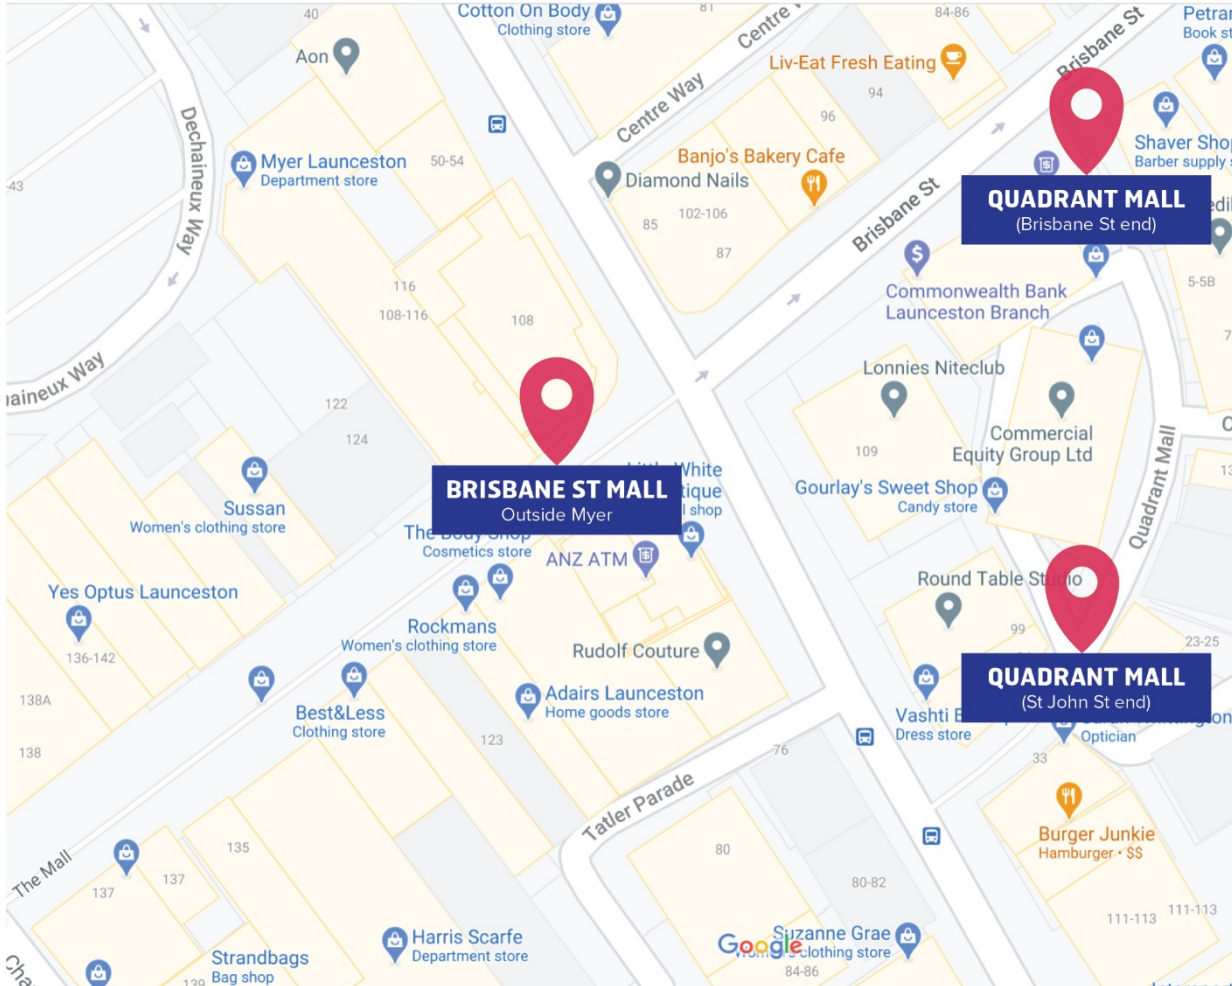 40
Cotton On Body
Clothing store
81
Centre Way
84-86
Brisbane St
Aon
Liv-Eat Fresh Eating
94
96
Centre Way
Dechaineux Way
Myer Launceston
Department store
50-54
Banjo's Bakery Cafe
Diamond Nails
102-106
85
87
Brisbane St
Shaver
Barber supply
QUADRANT MALL
(Brisbane St end)
43
116
108-116
108
Commonwealth Bank
Launceston Branch
5-5B
Way
122
124
Lonnies Niteclub
Commercial
Equity Group Ltd
109
Quadrant Mall
Sussan
Women's clothing store
BRISBANE ST MALL
Outside Myer
White
The Body Shop
Cosmetics store
ANZ ATM
Gourlay's Sweet Shop
Candy store
Yes Optus Launceston
136-142
138A
138
Rockmans
Women's clothing store
Rudolf Couture
Round Table Studio
99
23-25
QUADRANT MALL
(St John St end)
Best&Less
Clothing store
Adairs Launceston
Home goods store
123
76
Vashti
Dress store
Optician
33
Tatler Parade
Burger Junkie
Hamburger · $$
The Mall
137
137
135
80
80-82
111-113
111-113
Harris Scarfe
Department store
Strandbags
Bag shop
139
Google
Suzanne Grae
Women's clothing store
84-86